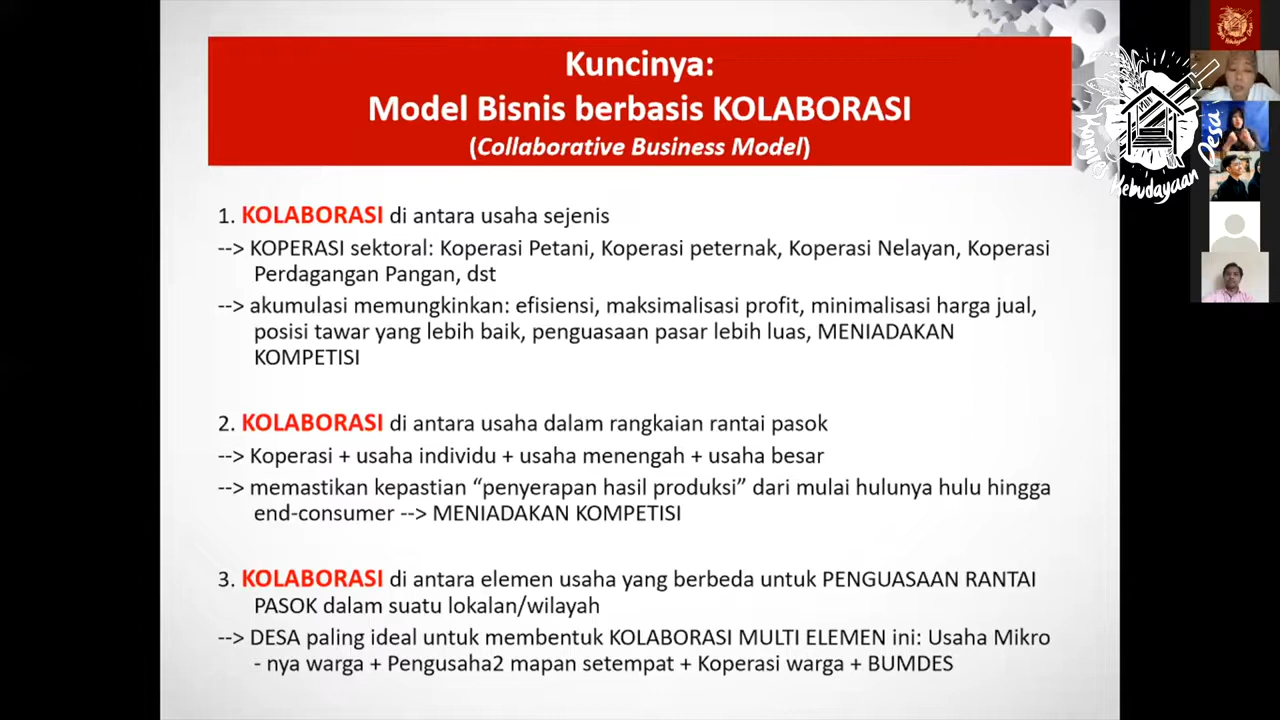 Kuncinya:
Model Bisnis berbasis KOLABORASI
(Collaborative Business Model)
1. KOLABORASI di antara usaha sejenis
--> KOPERASI sektoral: Koperasi Petani, Koperasi peternak, Koperasi Nelayan, Koperasi
Perdagangan Pangan, dst
--> akumulasi memungkinkan: efisiensi, maksimalisasi profit, minimalisasi harga jual,
posisi tawar yang lebih baik, penguasaan pasar lebih luas, MENIADAKAN
KOMPETISI
2. KOLABORASI di antara usaha dalam rangkaian rantai pasok
--> Koperasi + usaha individu + usaha menengah + usaha besar
--> memastikan kepastian “penyerapan hasil produksi” dari mulai hulunya hulu hingga
end-consumer --> MENIADAKAN KOMPETISI
3. KOLABORASI di antara elemen usaha yang berbeda untuk PENGUASAAN RANTAI
PASOK dalam suatu lokalan/wilayah
--> DESA paling ideal untuk membentuk KOLABORASI MULTI ELEMEN ini: Usaha Mikro
- nya warga + Pengusaha2 mapan setempat + Koperasi warga + BUMDES
Kebudayaan Desa